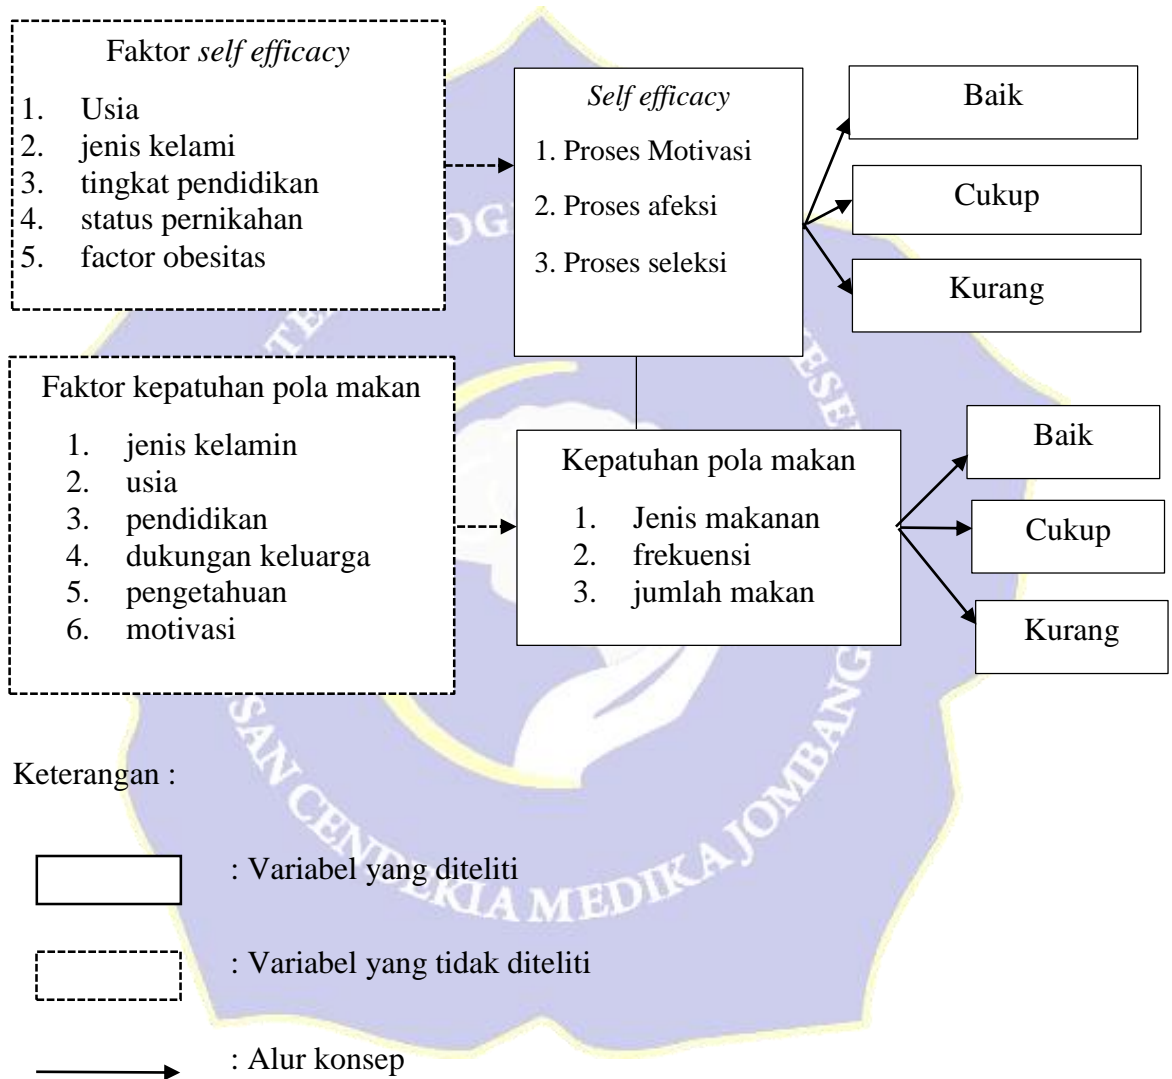 Faktor self efficacy
1. Usia
2. jenis kelami
3. tingkat pendidikan
4. status pernikahan
5. factor obesitas
Self efficacy
1. Proses Motivasi
2. Proses afeksi
3. Proses seleksi
Baik
Cukup
Kurang
Faktor kepatuhan pola makan
1. jenis kelamin
2. usia
3. pendidikan
4. dukungan keluarga
5. pengetahuan
6. motivasi
Kepatuhan pola makan
1. Jenis makanan
2. frekuensi
3. jumlah makan
Baik
Cukup
Kurang
Keterangan :
: Variabel yang diteliti
: Variabel yang tidak diteliti
: Alur konsep
CENDEKIA MEDIKA JOMBANG